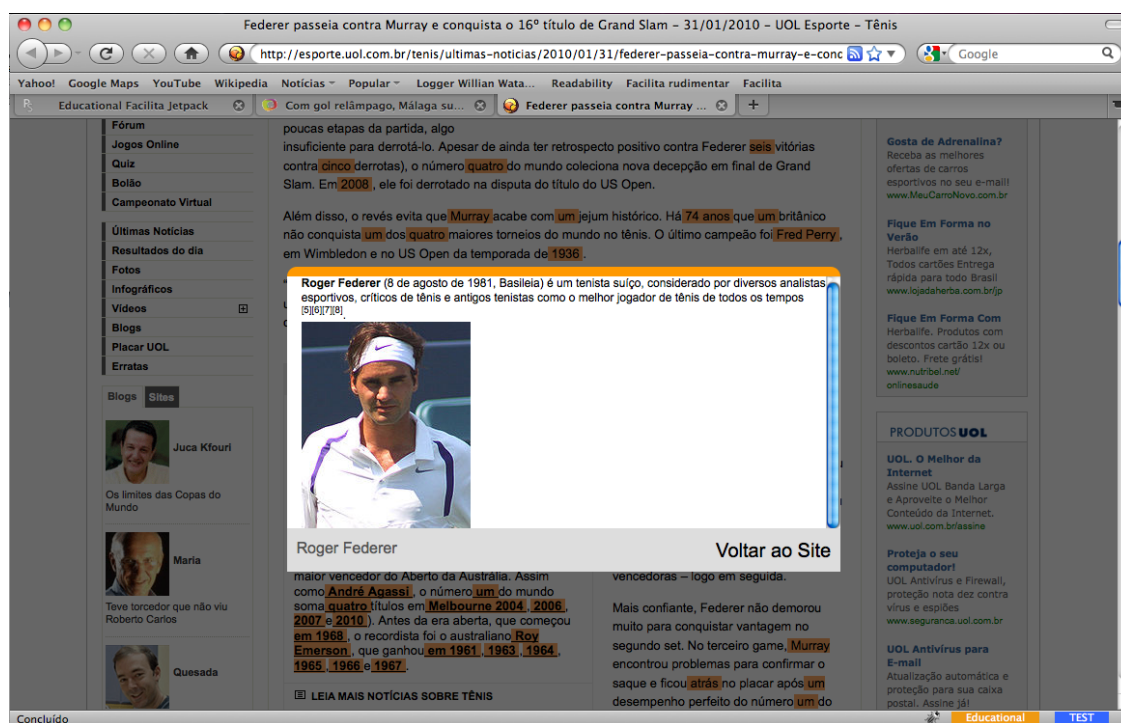 Federer passeia contra Murray e conquista o 16º título de Grand Slam – 31/01/2010 – UOL Esporte – Tênis
http://esporte.uol.com.br/tenis/ultimas-noticias/2010/01/31/federer-passeia-contra-murray-e-conc
Google
Yahoo! Google Maps YouTube Wikipedia Notícias Popular Logger Willian Wata... Readability Facilita rudimentar Facilita
Educational Facilita Jetpack
Com gol relâmpago, Málaga su...
Federer passeia contra Murray ...
Fórum
Jogos Online
Quiz
Bolão
Campeonato Virtual
Últimas Notícias
Resultados do dia
Fotos
Infográficos
Vídeos
Blogs
Placar UOL
Erratas
Blogs Sites
Juca Kfouri
Os limites das Copas do
Mundo
Maria
Teve torcedor que não viu
Roberto Carlos
Quesada
poucas etapas da partida, algo
insuficiente para derrotá-lo. Apesar de ainda ter retrospecto positivo contra Federer seis vitórias
contra cinco derrotas), o número quatro do mundo coleciona nova decepção em final de Grand
Slam. Em 2008 , ele foi derrotado na disputa do título do US Open.
Além disso, o revés evita que Murray acabe com um jejum histórico. Há 74 anos que um britânico
não conquista um dos quatro maiores torneios do mundo no tênis. O último campeão foi Fred Perry ,
em Wimbledon e no US Open da temporada de 1936 .
Roger Federer (8 de agosto de 1981, Basileia) é um tenista suíço, considerado por diversos analistas
esportivos, críticos de tênis e antigos tenistas como o melhor jogador de tênis de todos os tempos
[5][6][7][8].
Roger Federer
Voltar ao Site
maior vencedor do Aberto da Austrália. Assim
como André Agassi , o número um do mundo
soma quatro títulos em Melbourne 2004 , 2006 ,
2007 e 2010 ). Antes da era aberta, que começou
em 1968 , o recordista foi o australiano Roy
Emerson , que ganhou em 1961 , 1963 , 1964 ,
1965 , 1966 e 1967 .
LEIA MAIS NOTÍCIAS SOBRE TÊNIS
vencedoras – logo em seguida.
Mais confiante, Federer não demorou
muito para conquistar vantagem no
segundo set. No terceiro game, Murray
encontrou problemas para confirmar o
saque e ficou atrás no placar após um
desempenho perfeito do número um do
Gosta de Adrenalina?
Receba as melhores
ofertas de carros
esportivos no seu e-mail!
www.MeuCarroNovo.com.br
Fique Em Forma no
Verão
Herbalife em até 12x,
Todos cartões Entrega
rápida para todo Brasil
www.lojadaherba.com.br/jp
Fique Em Forma Com
Herbalife. Produtos com
descontos cartão 12x ou
boleto. Frete grátis!
www.nutribel.net/
onlinesaude
PRODUTOS UOL
UOL. O Melhor da
Internet
Assine UOL Banda Larga
e Aproveite o Melhor
Conteúdo da Internet.
www.uol.com.br/assine
Proteja o seu
computador!
UOL Antivírus e Firewall,
proteção nota dez contra
vírus e espiões
www.seguranca.uol.com.br
UOL Antivírus para
E-mail
Atualização automática e
proteção para sua caixa
postal. Assine já!
Concluído
Educational
TEST